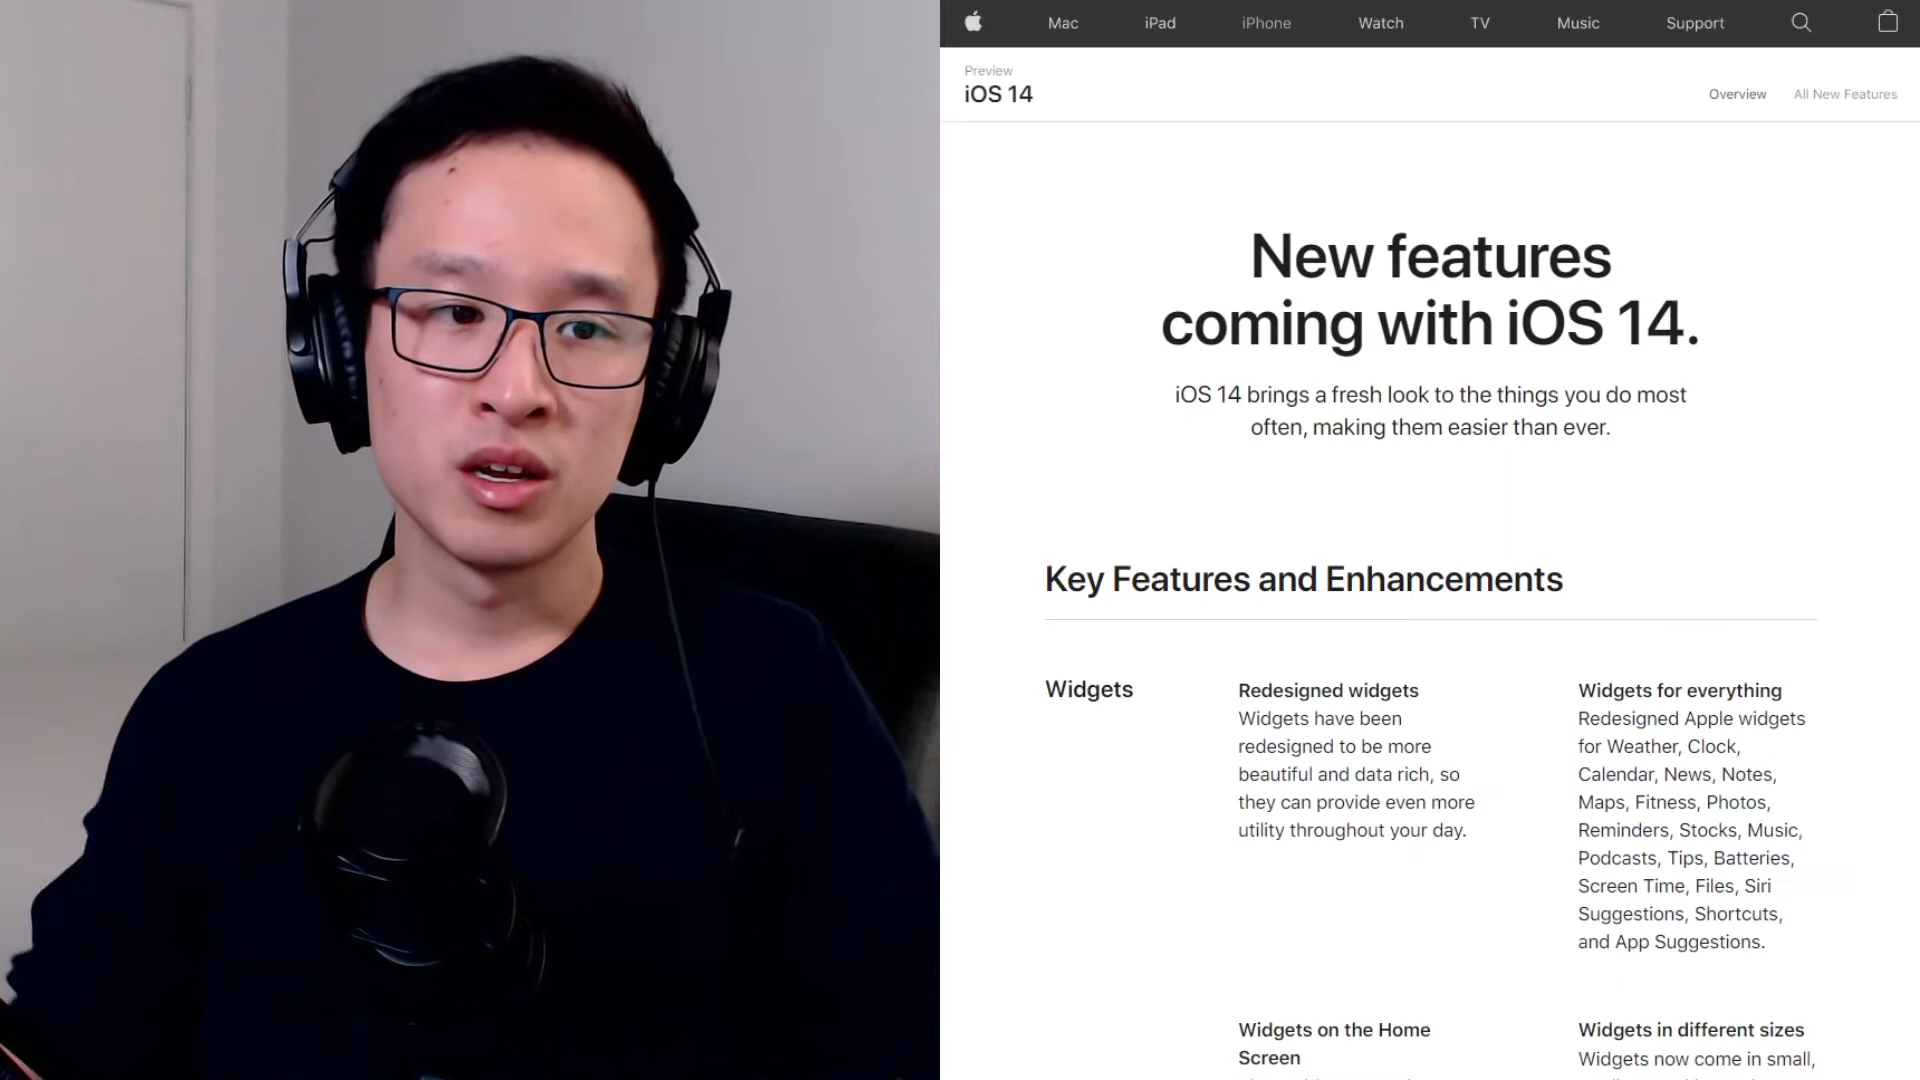 Mac iPad iPhone Watch TV Music Support
Preview
iOS 14
Overview All New Features
New features
coming with iOS 14.
iOS 14 brings a fresh look to the things you do most
often, making them easier than ever.
Key Features and Enhancements
Widgets
Redesigned widgets
Widgets have been
redesigned to be more
beautiful and data rich, so
they can provide even more
utility throughout your day.
Widgets for everything
Redesigned Apple widgets
for Weather, Clock,
Calendar, News, Notes,
Maps, Fitness, Photos,
Reminders, Stocks, Music,
Podcasts, Tips, Batteries,
Screen Time, Files, Siri
Suggestions, Shortcuts,
and App Suggestions.
Widgets on the Home
Screen
Widgets in different sizes
Widgets now come in small,